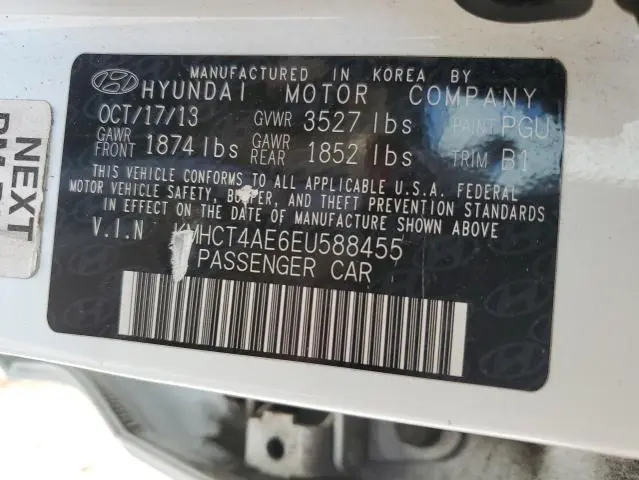 MANUFACTURED IN KOREA BY
HYUNDAI MOTOR COMPANY
OCT/17/13 GVWR 3527 lbs PAINT PGU
GAWR FRONT 1874 lbs GAWR REAR 1852 lbs TRIM B1
THIS VEHICLE CONFORMS TO ALL APPLICABLE U.S.A. FEDERAL
MOTOR VEHICLE SAFETY, BUMPER, AND THEFT PREVENTION STANDARDS
IN EFFECT ON THE DATE OF MANUFACTURE SHOWN ABOVE.
V.I.N KMHCT4AE6EU588455
PASSENGER CAR
NEXT